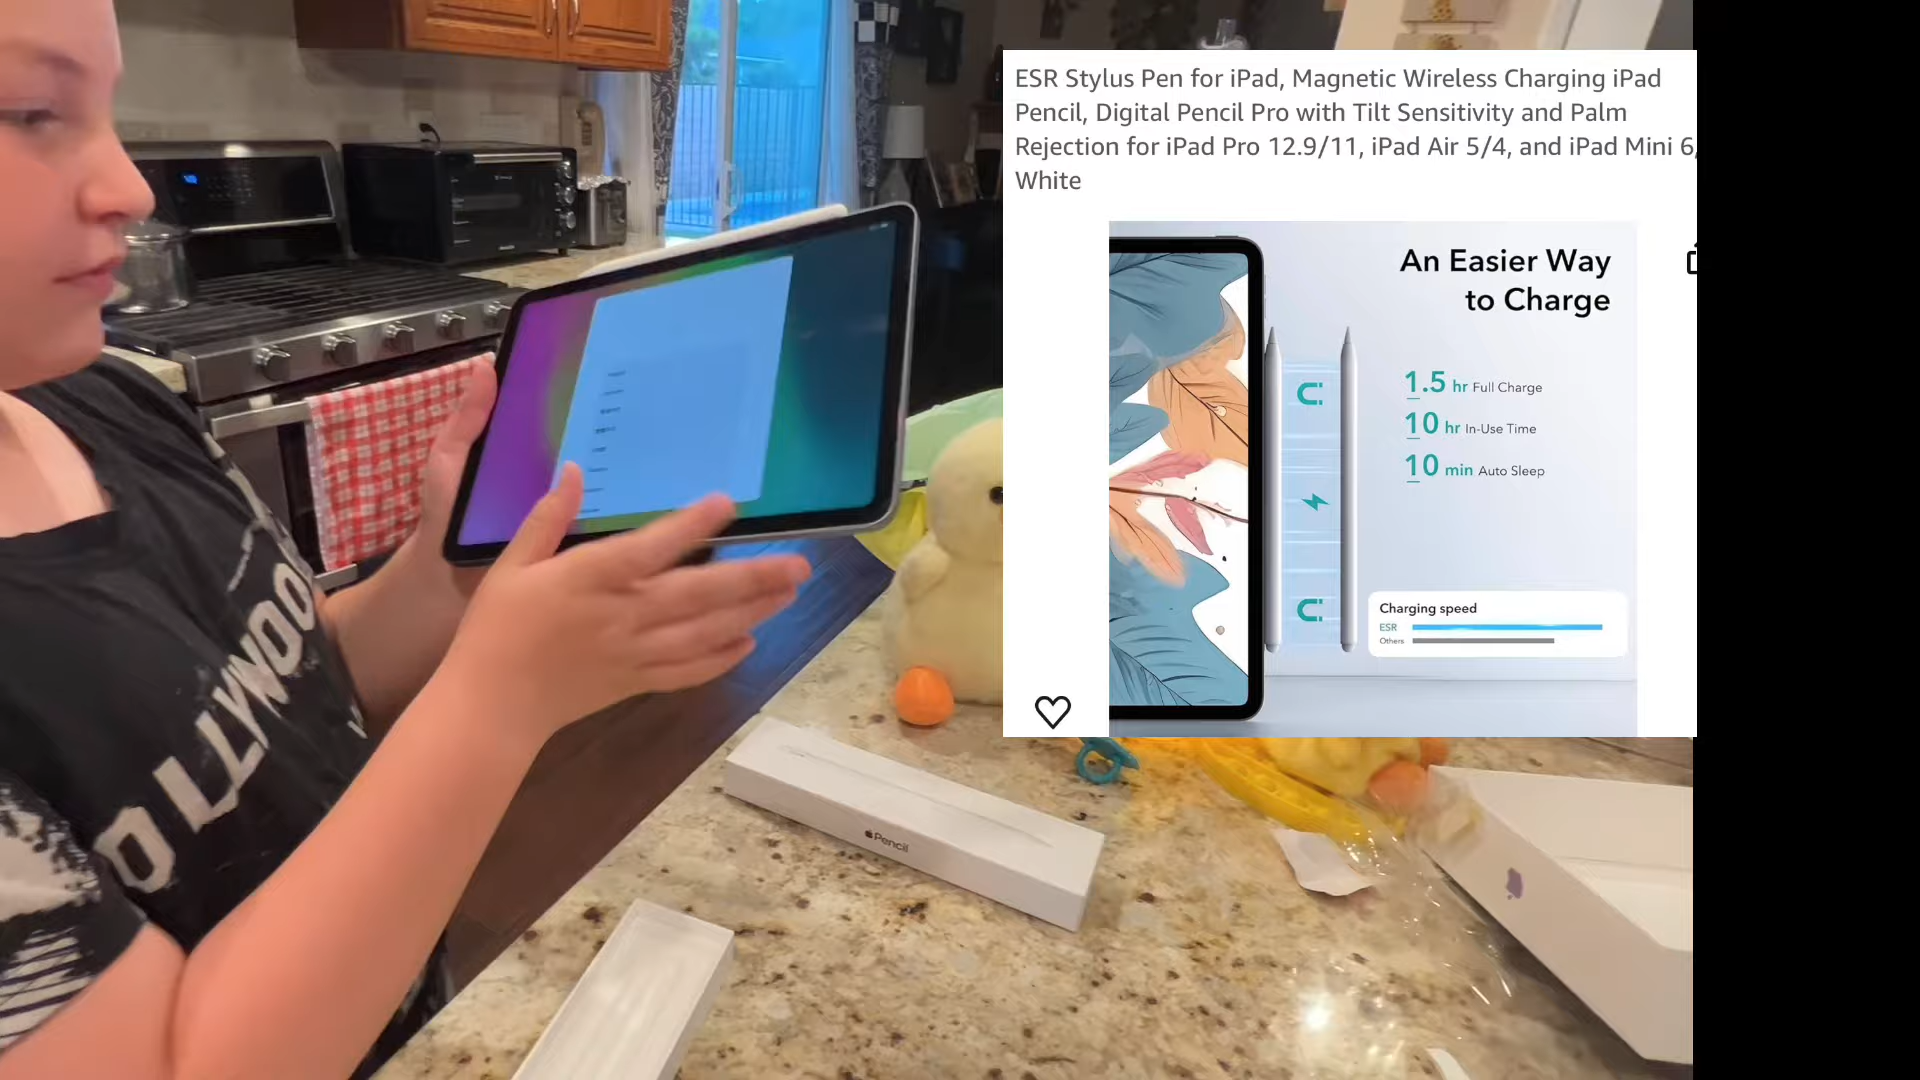 ESR Stylus Pen for iPad, Magnetic Wireless Charging iPad
Pencil, Digital Pencil Pro with Tilt Sensitivity and Palm
Rejection for iPad Pro 12.9/11, iPad Air 5/4, and iPad Mini 6,
White
An Easier Way
to Charge
1.5 hr Full Charge
10 hr In-Use Time
10 min Auto Sleep
Charging speed
ESR
Others
OLLYWOO
Pencil